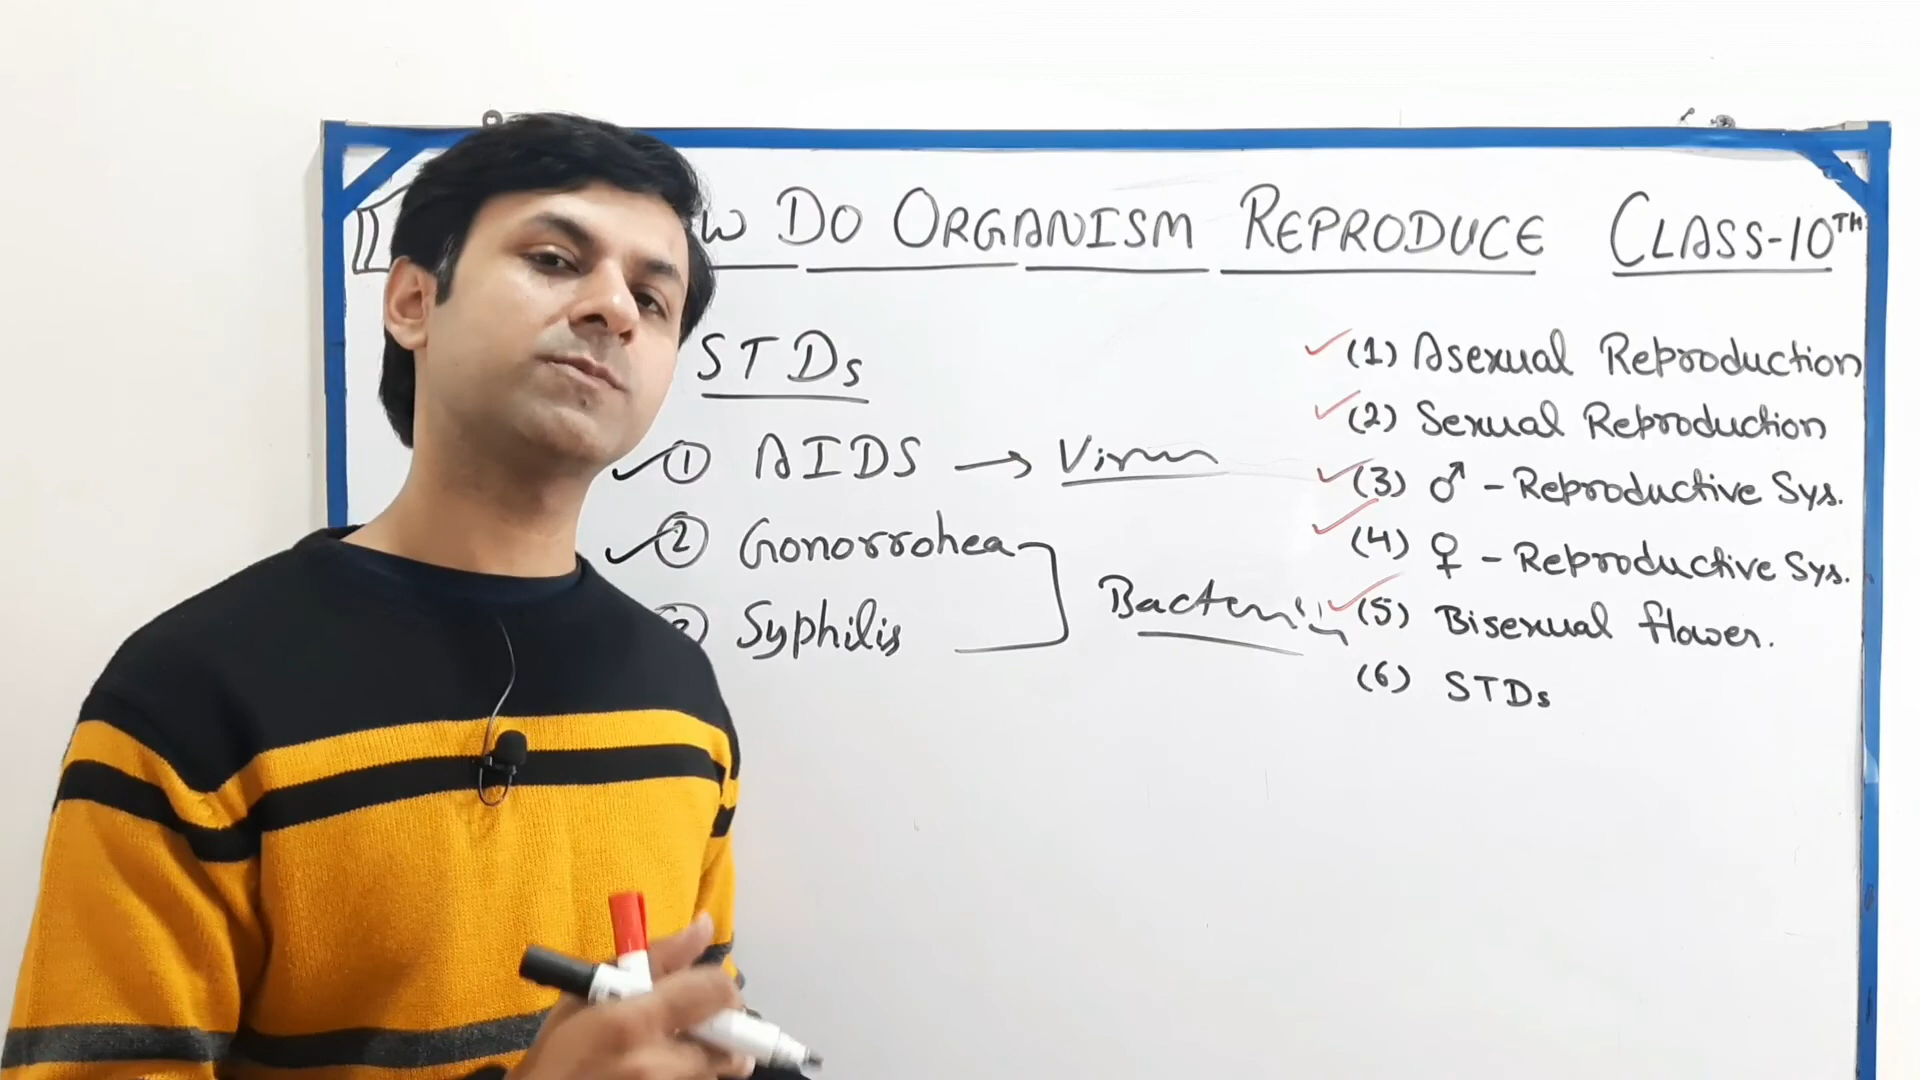 W DO ORGANISM REPRODUCE CLASS-10TH
STDs
① AIDS → Virus
② Gonorrohea
Syphilis
Bacteria
(1) Asexual Reproduction
(2) Sexual Reproduction
(3) ♂ - Reproductive Sys.
(4) ♀ - Reproductive Sys.
(5) Bisexual flower.
(6) STDs